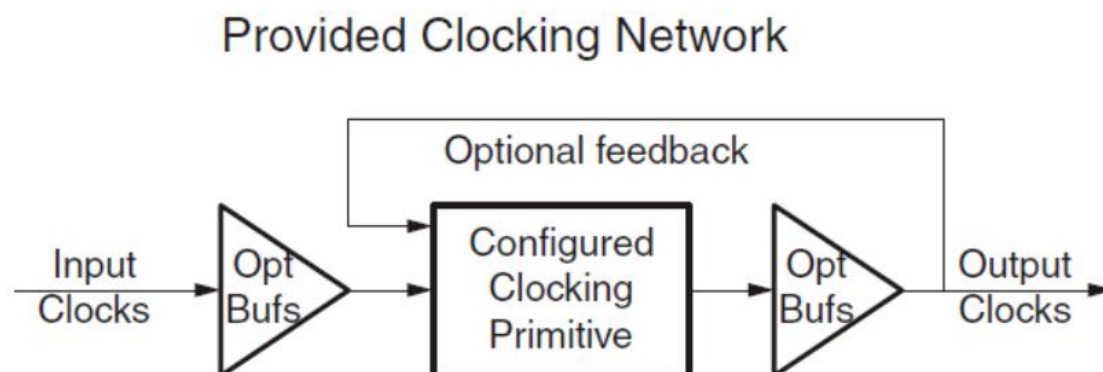 Provided Clocking Network
Optional feedback
Input
Clocks
Opt
Bufs
Configured
Clocking
Primitive
Opt
Bufs
Output
Clocks